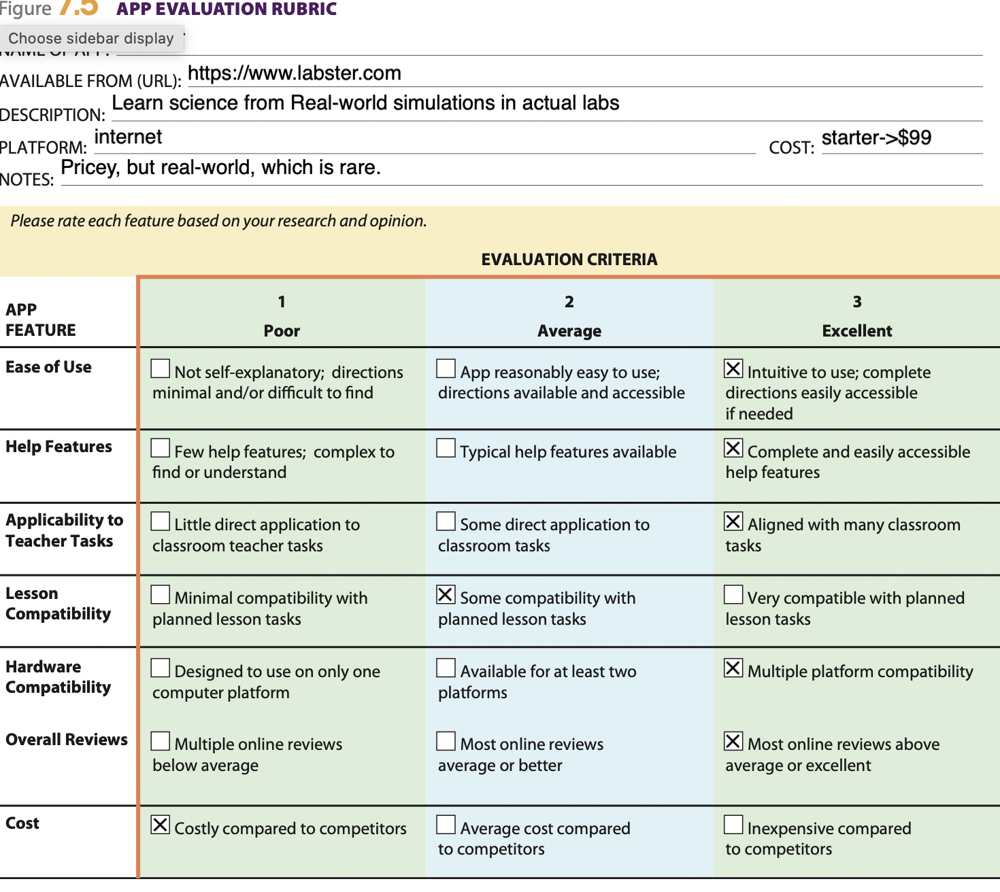 Figure 7.5 APP EVALUATION RUBRIC
Choose sidebar display
NAME OF APP:
AVAILABLE FROM (URL): https://www.labster.com
DESCRIPTION: Learn science from Real-world simulations in actual labs
PLATFORM: internet COST: starter->$99
NOTES: Pricey, but real-world, which is rare.
Please rate each feature based on your research and opinion.
EVALUATION CRITERIA
APP
FEATURE
1
Poor
2
Average
3
Excellent
Ease of Use
Not self-explanatory; directions
minimal and/or difficult to find
App reasonably easy to use;
directions available and accessible
Intuitive to use; complete
directions easily accessible
if needed
Help Features
Few help features; complex to
find or understand
Typical help features available
Complete and easily accessible
help features
Applicability to
Teacher Tasks
Little direct application to
classroom teacher tasks
Some direct application to
classroom tasks
Aligned with many classroom
tasks
Lesson
Compatibility
Minimal compatibility with
planned lesson tasks
Some compatibility with
planned lesson tasks
Very compatible with planned
lesson tasks
Hardware
Compatibility
Designed to use on only one
computer platform
Available for at least two
platforms
Multiple platform compatibility
Overall Reviews
Multiple online reviews
below average
Most online reviews
average or better
Most online reviews above
average or excellent
Cost
Costly compared to competitors
Average cost compared
to competitors
Inexpensive compared
to competitors